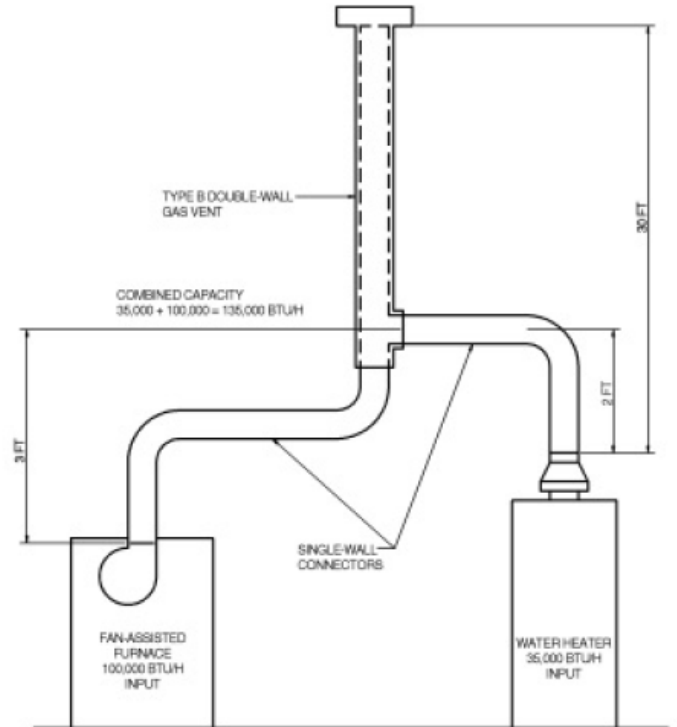 TYPE B DOUBLE-WALL
GAS VENT
30 FT
COMBINED CAPACITY
35,000 + 100,000 = 135,000 BTU/H
2 FT
3 FT
SINGLE-WALL
CONNECTORS
FAN-ASSISTED
FURNACE
100,000 BTU/H
INPUT
WATER HEATER
35,000 BTU/H
INPUT